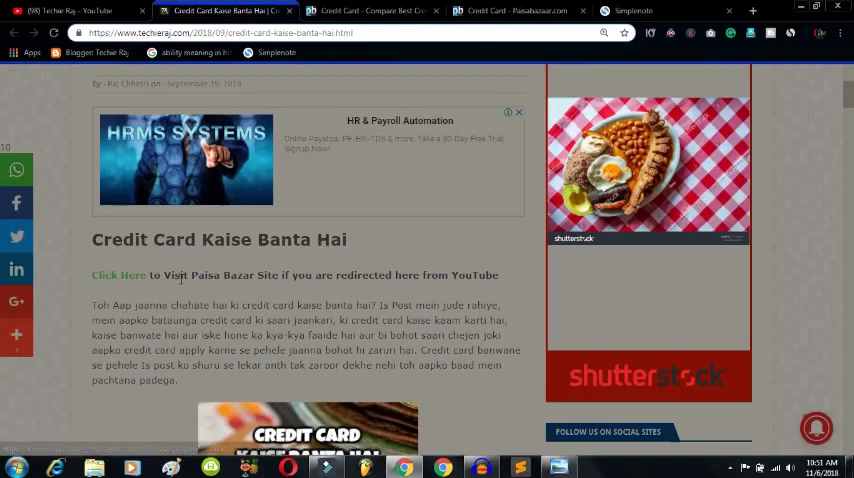 (98) Techie Raj - YouTube
Credit Card Kaise Banta Hai | Cr
Credit Card - Compare Best Cre
Credit Card - Paisabazaar.com
Simplenote
https://www.techieraj.com/2018/09/credit-card-kaise-banta-hai.html
Apps
Blogger: Techie Raj
ability meaning in hi
Simplenote
by - Raj Chhetri on - September 19, 2018
HRMS SYSTEMS
HR & Payroll Automation
Online Payslips, PF/ESI/TDS & more. Take a 30-Day Free Trial,
Signup Now!
10
Credit Card Kaise Banta Hai
Click Here to Visit Paisa Bazar Site if you are redirected here from YouTube
Toh Aap jaanna chahate hai ki credit card kaise banta hai? Is Post mein jude rahiye,
mein aapko bataunga credit card ki saari jaankari, ki credit card kaise kaam karti hai,
kaise banwate hai aur iske hone ka kya-kya faaide hai aur bi bohot saari chejen joki
aapko credit card apply karne se pehele jaanna bohot hi zaruri hai. Credit card banwane
se pehele Is post ko shuru se lekar anth tak zaroor dekhe nehi toh aapko baad mein
pachtana padega.
7
CREDIT CARD
KAISE BANTA HAI
shutterstock
shutterstock
FOLLOW US ON SOCIAL SITES
10:51 AM
11/6/2018